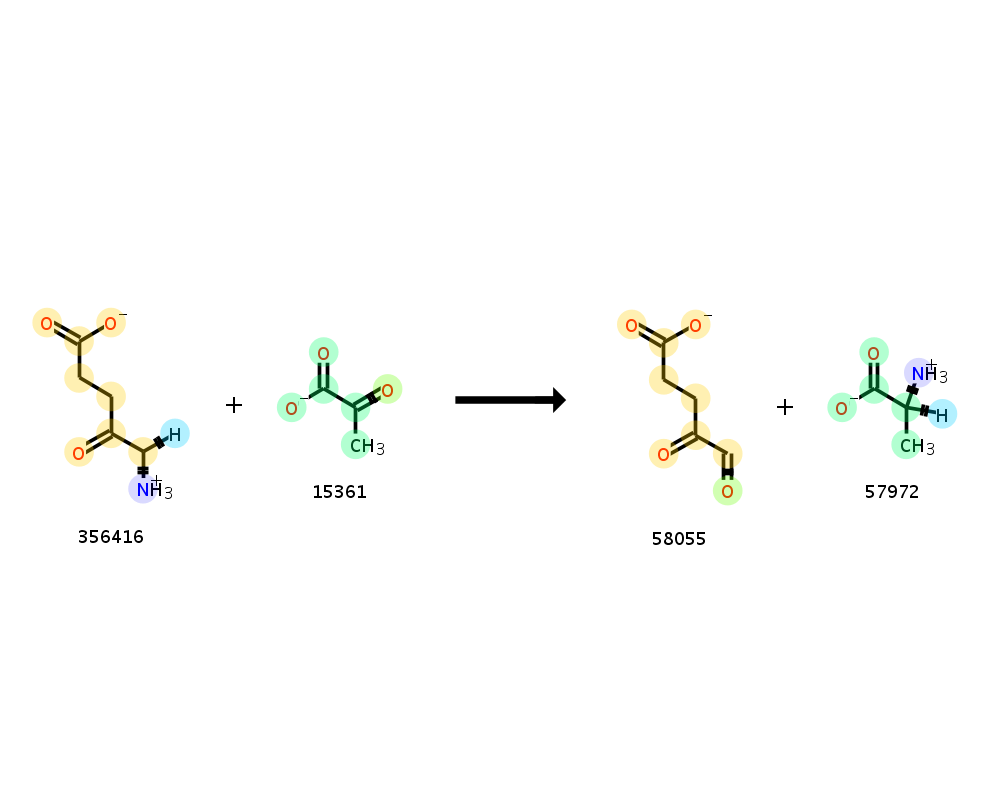 O O⁻ O O⁻ O
O O NH₃⁺
H + O⁻ O + O⁻ H
O CH₃ O CH₃
NH₃⁺ 15361 O 57972
356416 58055